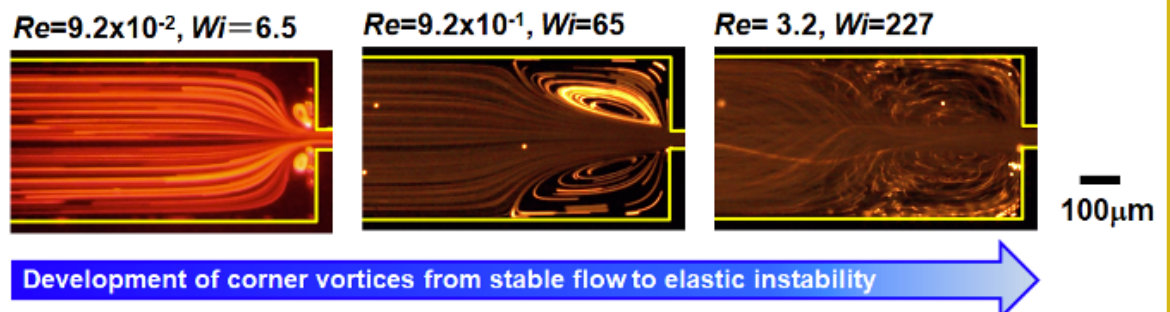 Re=9.2x10⁻², Wi=6.5
Re=9.2x10⁻¹, Wi=65
Re= 3.2, Wi=227
100μm
Development of corner vortices from stable flow to elastic instability